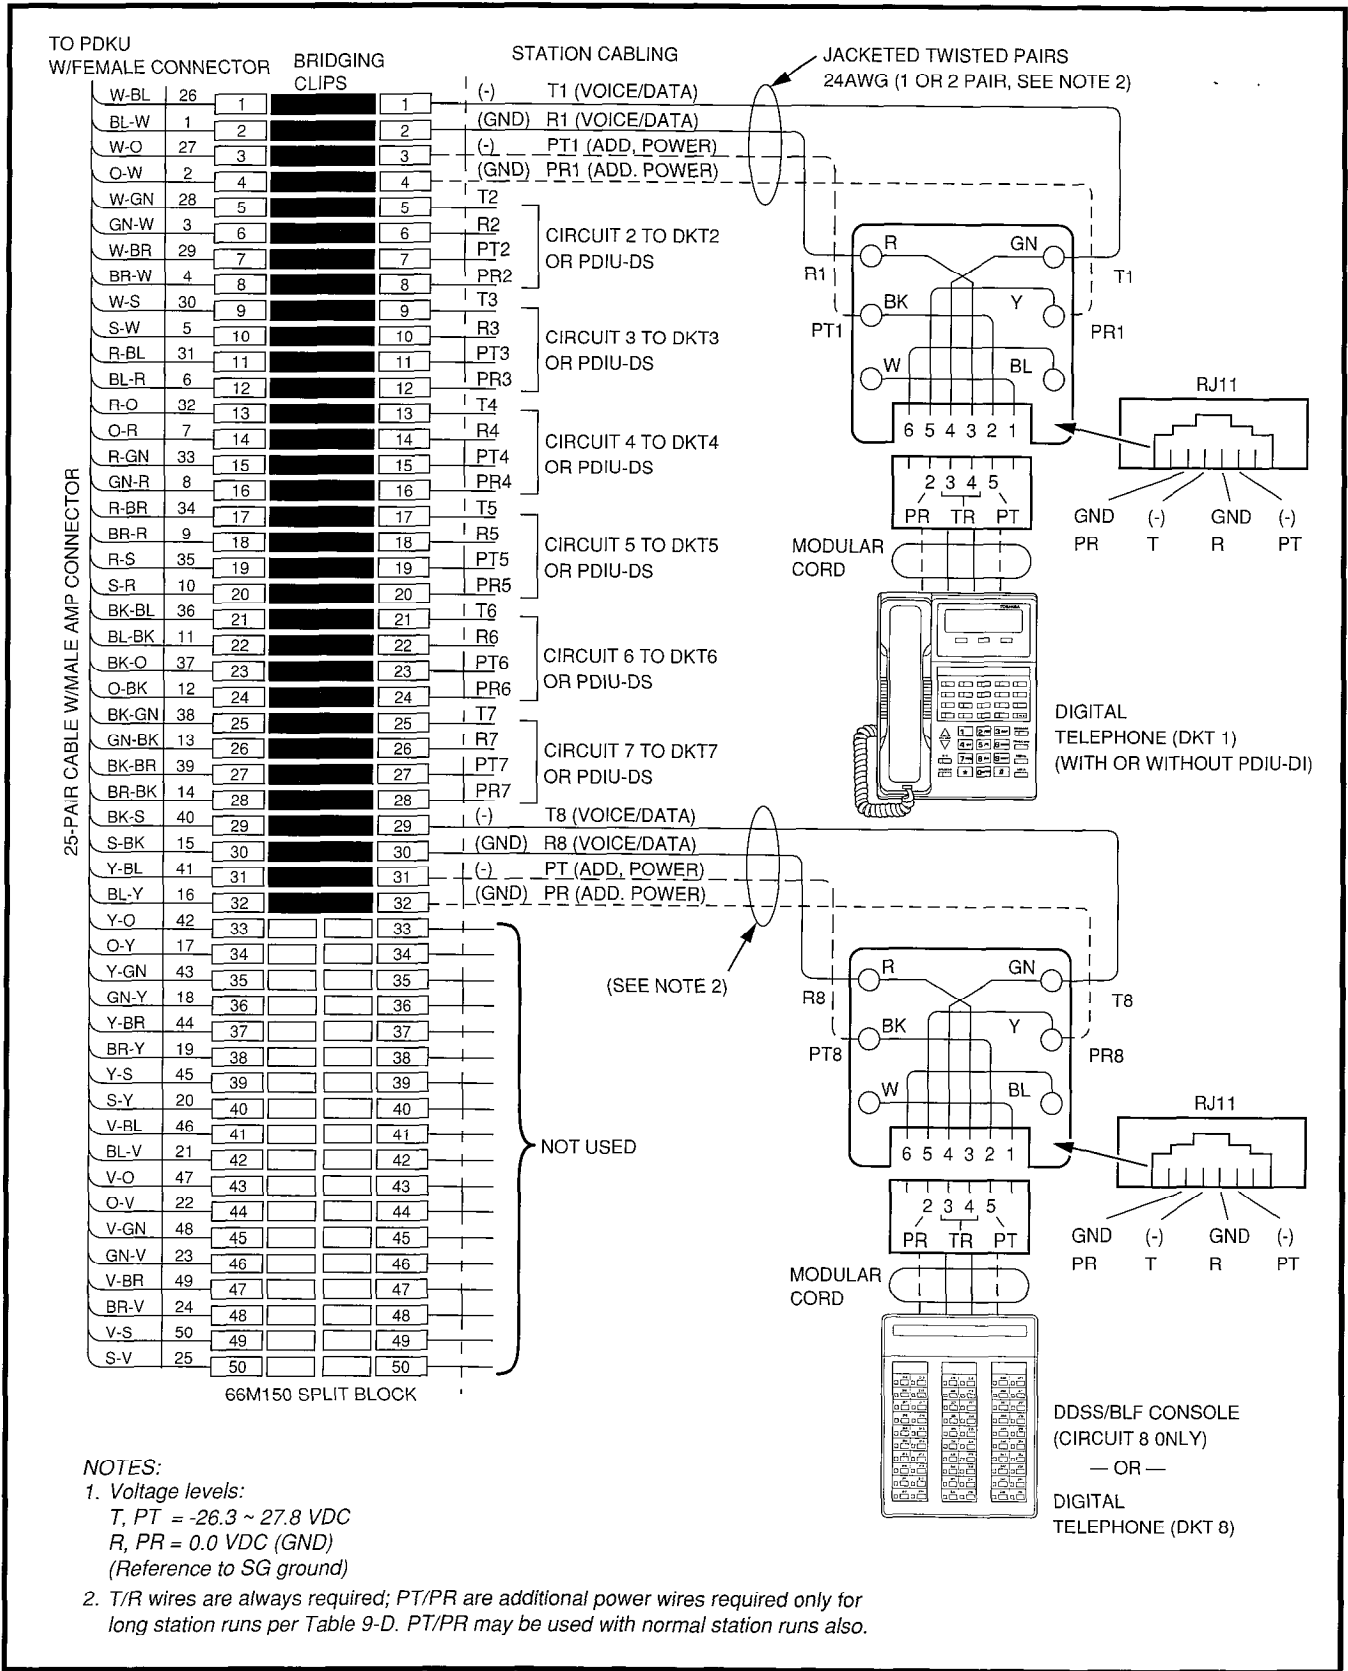 TO PDKU
W/FEMALE CONNECTOR
BRIDGING
CLIPS
STATION CABLING
JACKETED TWISTED PAIRS
24AWG (1 OR 2 PAIR, SEE NOTE 2)
25-PAIR CABLE W/MALE AMP CONNECTOR
W-BL 26 1 1 (-) T1 (VOICE/DATA)
BL-W 1 2 2 (GND) R1 (VOICE/DATA)
W-O 27 3 3 (-) PT1 (ADD, POWER)
O-W 2 4 4 (GND) PR1 (ADD. POWER)
W-GN 28 5 5 T2
GN-W 3 6 6 R2
W-BR 29 7 7 PT2
BR-W 4 8 8 PR2
CIRCUIT 2 TO DKT2
OR PDIU-DS
W-S 30 9 9 T3
S-W 5 10 10 R3
R-BL 31 11 11 PT3
BL-R 6 12 12 PR3
CIRCUIT 3 TO DKT3
OR PDIU-DS
R-O 32 13 13 T4
O-R 7 14 14 R4
R-GN 33 15 15 PT4
GN-R 8 16 16 PR4
CIRCUIT 4 TO DKT4
OR PDIU-DS
R-BR 34 17 17 T5
BR-R 9 18 18 R5
R-S 35 19 19 PT5
S-R 10 20 20 PR5
CIRCUIT 5 TO DKT5
OR PDIU-DS
BK-BL 36 21 21 T6
BL-BK 11 22 22 R6
BK-O 37 23 23 PT6
O-BK 12 24 24 PR6
CIRCUIT 6 TO DKT6
OR PDIU-DS
BK-GN 38 25 25 T7
GN-BK 13 26 26 R7
BK-BR 39 27 27 PT7
BR-BK 14 28 28 PR7
CIRCUIT 7 TO DKT7
OR PDIU-DS
BK-S 40 29 29 (-) T8 (VOICE/DATA)
S-BK 15 30 30 (GND) R8 (VOICE/DATA)
Y-BL 41 31 31 (-) PT (ADD, POWER)
BL-Y 16 32 32 (GND) PR (ADD. POWER)
Y-O 42 33 33
O-Y 17 34 34
Y-GN 43 35 35
GN-Y 18 36 36
Y-BR 44 37 37
BR-Y 19 38 38
Y-S 45 39 39
S-Y 20 40 40
V-BL 46 41 41
BL-V 21 42 42
V-O 47 43 43
O-V 22 44 44
V-GN 48 45 45
GN-V 23 46 46
V-BR 49 47 47
BR-V 24 48 48
V-S 50 49 49
S-V 25 50 50
NOT USED
66M150 SPLIT BLOCK
(SEE NOTE 2)
R GN
R1 T1
BK Y
PT1 PR1
W BL
6 5 4 3 2 1
RJ11
GND (-) GND (-)
PR T R PT
2 3 4 5
PR TR PT
MODULAR
CORD
TOSHIBA
DIGITAL
TELEPHONE (DKT 1)
(WITH OR WITHOUT PDIU-DI)
R GN
R8 T8
BK Y
PT8 PR8
W BL
6 5 4 3 2 1
RJ11
GND (-) GND (-)
PR T R PT
2 3 4 5
PR TR PT
MODULAR
CORD
DDSS/BLF CONSOLE
(CIRCUIT 8 ONLY)
— OR —
DIGITAL
TELEPHONE (DKT 8)
NOTES:
1. Voltage levels:
T, PT = -26.3 ~ 27.8 VDC
R, PR = 0.0 VDC (GND)
(Reference to SG ground)
2. T/R wires are always required; PT/PR are additional power wires required only for
long station runs per Table 9-D. PT/PR may be used with normal station runs also.